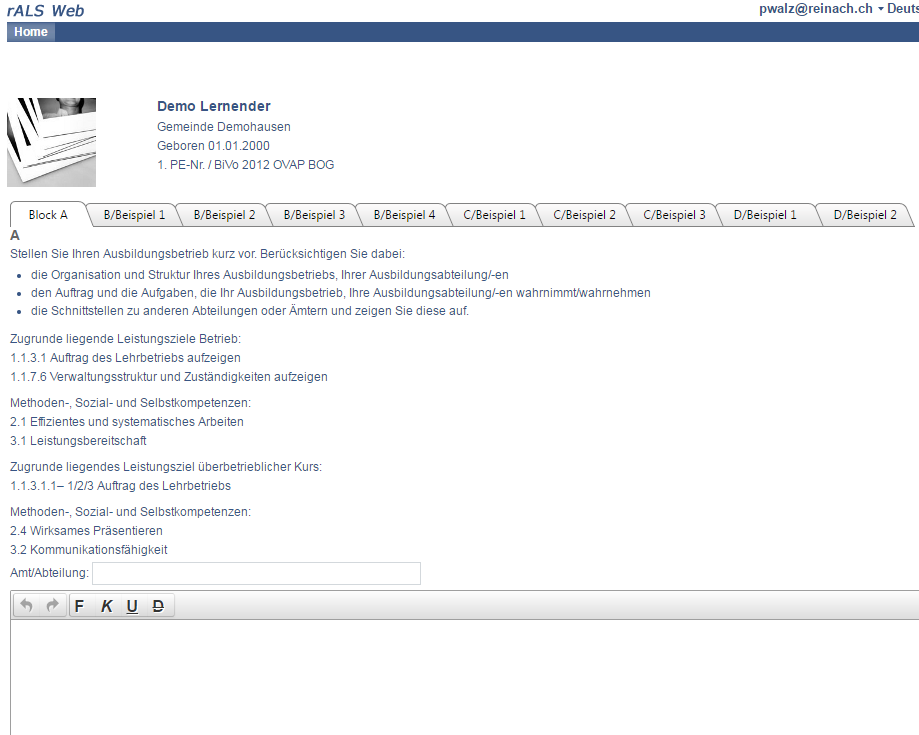 rALS Web
pwalz@reinach.ch Deuts
Home
Demo Lernender
Gemeinde Demohausen
Geboren 01.01.2000
1. PE-Nr. / BiVo 2012 OVAP BOG
Block A B/Beispiel 1 B/Beispiel 2 B/Beispiel 3 B/Beispiel 4 C/Beispiel 1 C/Beispiel 2 C/Beispiel 3 D/Beispiel 1 D/Beispiel 2
A
Stellen Sie Ihren Ausbildungsbetrieb kurz vor. Berücksichtigen Sie dabei:
• die Organisation und Struktur Ihres Ausbildungsbetriebs, Ihrer Ausbildungsabteilung/-en
• den Auftrag und die Aufgaben, die Ihr Ausbildungsbetrieb, Ihre Ausbildungsabteilung/-en wahrnimmt/wahrnehmen
• die Schnittstellen zu anderen Abteilungen oder Ämtern und zeigen Sie diese auf.
Zugrunde liegende Leistungsziele Betrieb:
1.1.3.1 Auftrag des Lehrbetriebs aufzeigen
1.1.7.6 Verwaltungsstruktur und Zuständigkeiten aufzeigen
Methoden-, Sozial- und Selbstkompetenzen:
2.1 Effizientes und systematisches Arbeiten
3.1 Leistungsbereitschaft
Zugrunde liegendes Leistungsziel überbetrieblicher Kurs:
1.1.3.1.1– 1/2/3 Auftrag des Lehrbetriebs
Methoden-, Sozial- und Selbstkompetenzen:
2.4 Wirksames Präsentieren
3.2 Kommunikationsfähigkeit
Amt/Abteilung:
F K U D